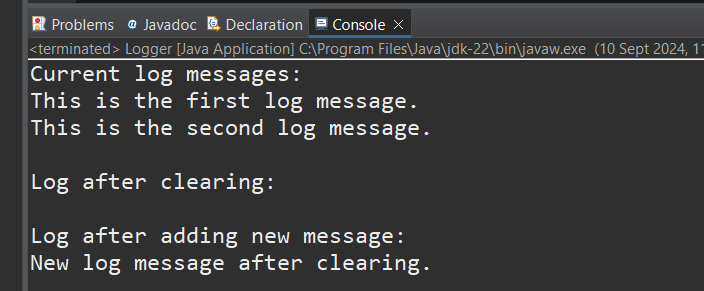 Problems @ Javadoc Declaration Console
<terminated> Logger [Java Application] C:\Program Files\Java\jdk-22\bin\javaw.exe (10 Sept 2024, 11
Current log messages:
This is the first log message.
This is the second log message.
Log after clearing:
Log after adding new message:
New log message after clearing.